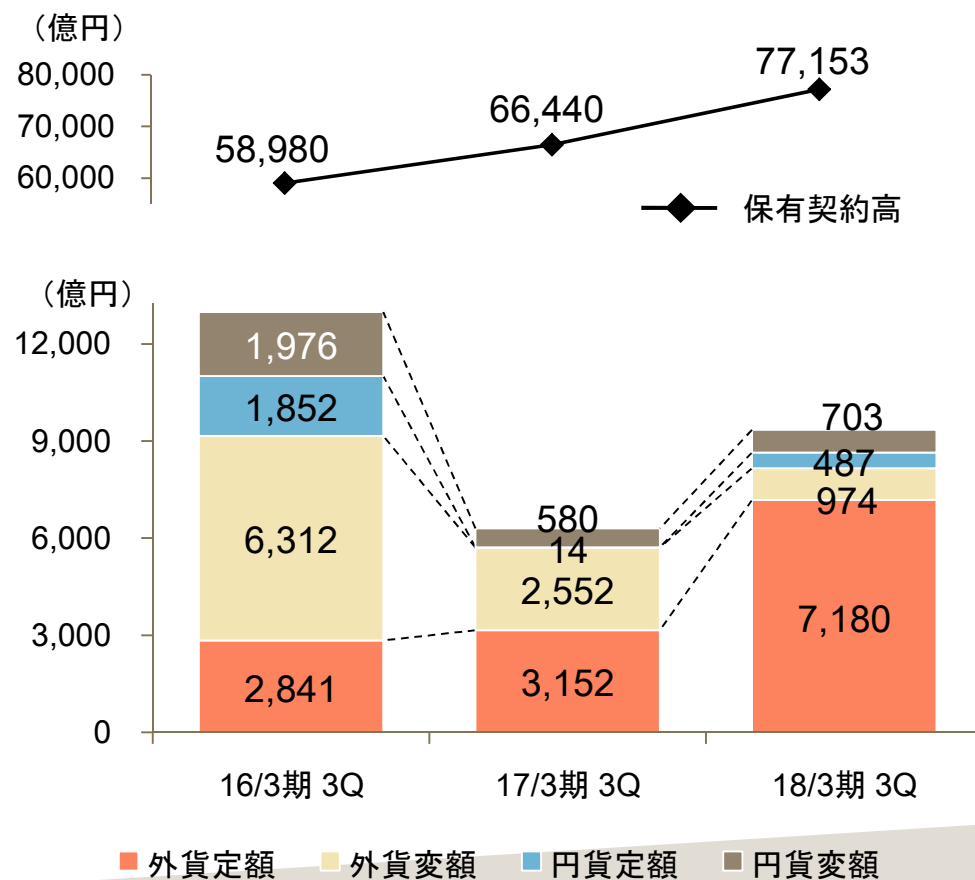 （億円）
80,000
70,000
60,000
58,980
66,440
77,153
保有契約高
（億円）
12,000
9,000
6,000
3,000
0
1,976
1,852
6,312
2,841
580
14
2,552
3,152
703
487
974
7,180
16/3期 3Q
17/3期 3Q
18/3期 3Q
外貨定額
外貨変額
円貨定額
円貨変額